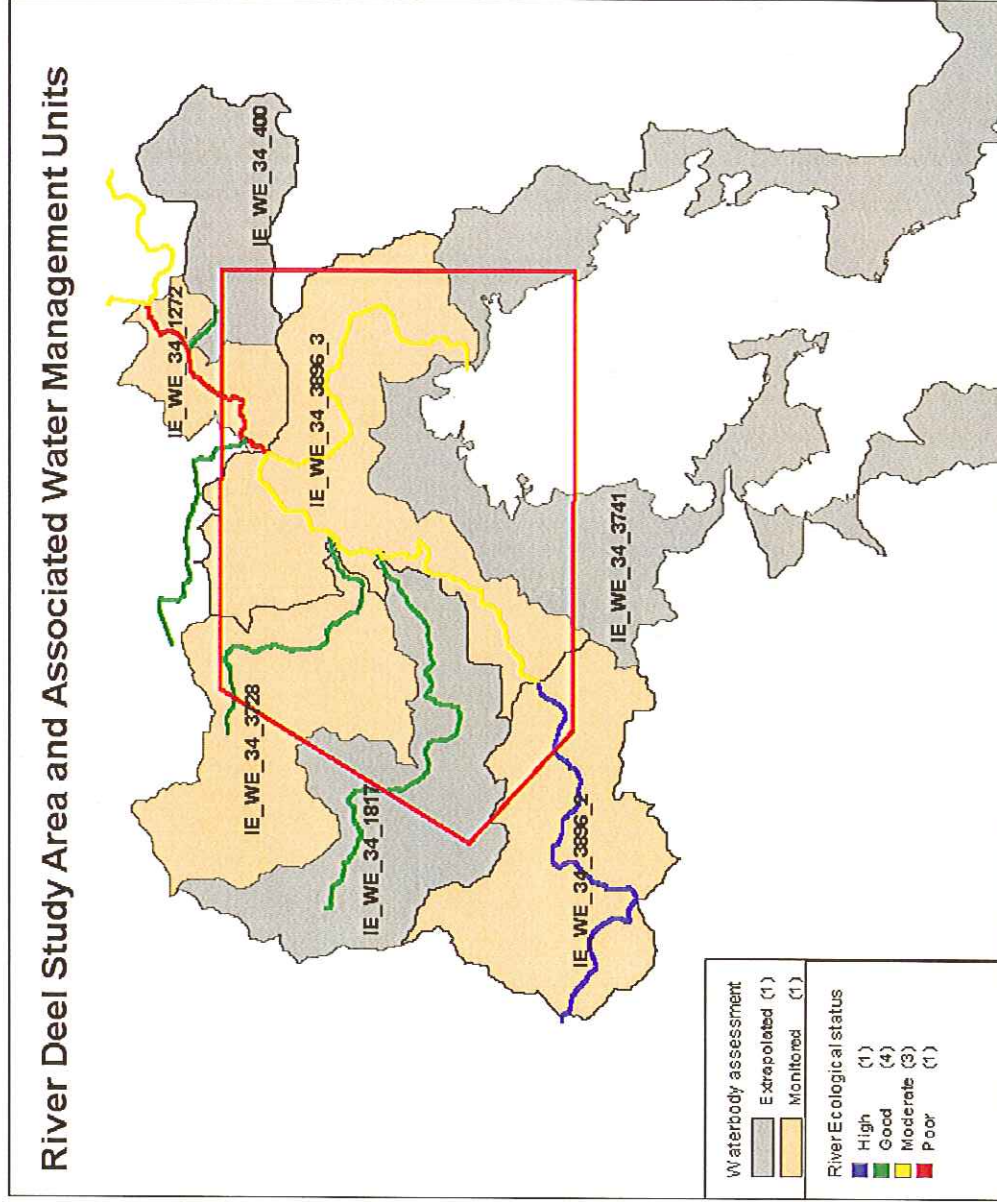 River Deel Study Area and Associated Water Management Units
IE_WE_34_400
IE_WE_34_1272
IE_WE_34_3896_3
IE_WE_34_3728
IE_WE_34_3741
IE_WE_34_1817
IE_WE_34_3896_2
Waterbody assessment
Extrapolated (1)
Monitored (1)
River Ecological status
High (1)
Good (4)
Moderate (3)
Poor (1)